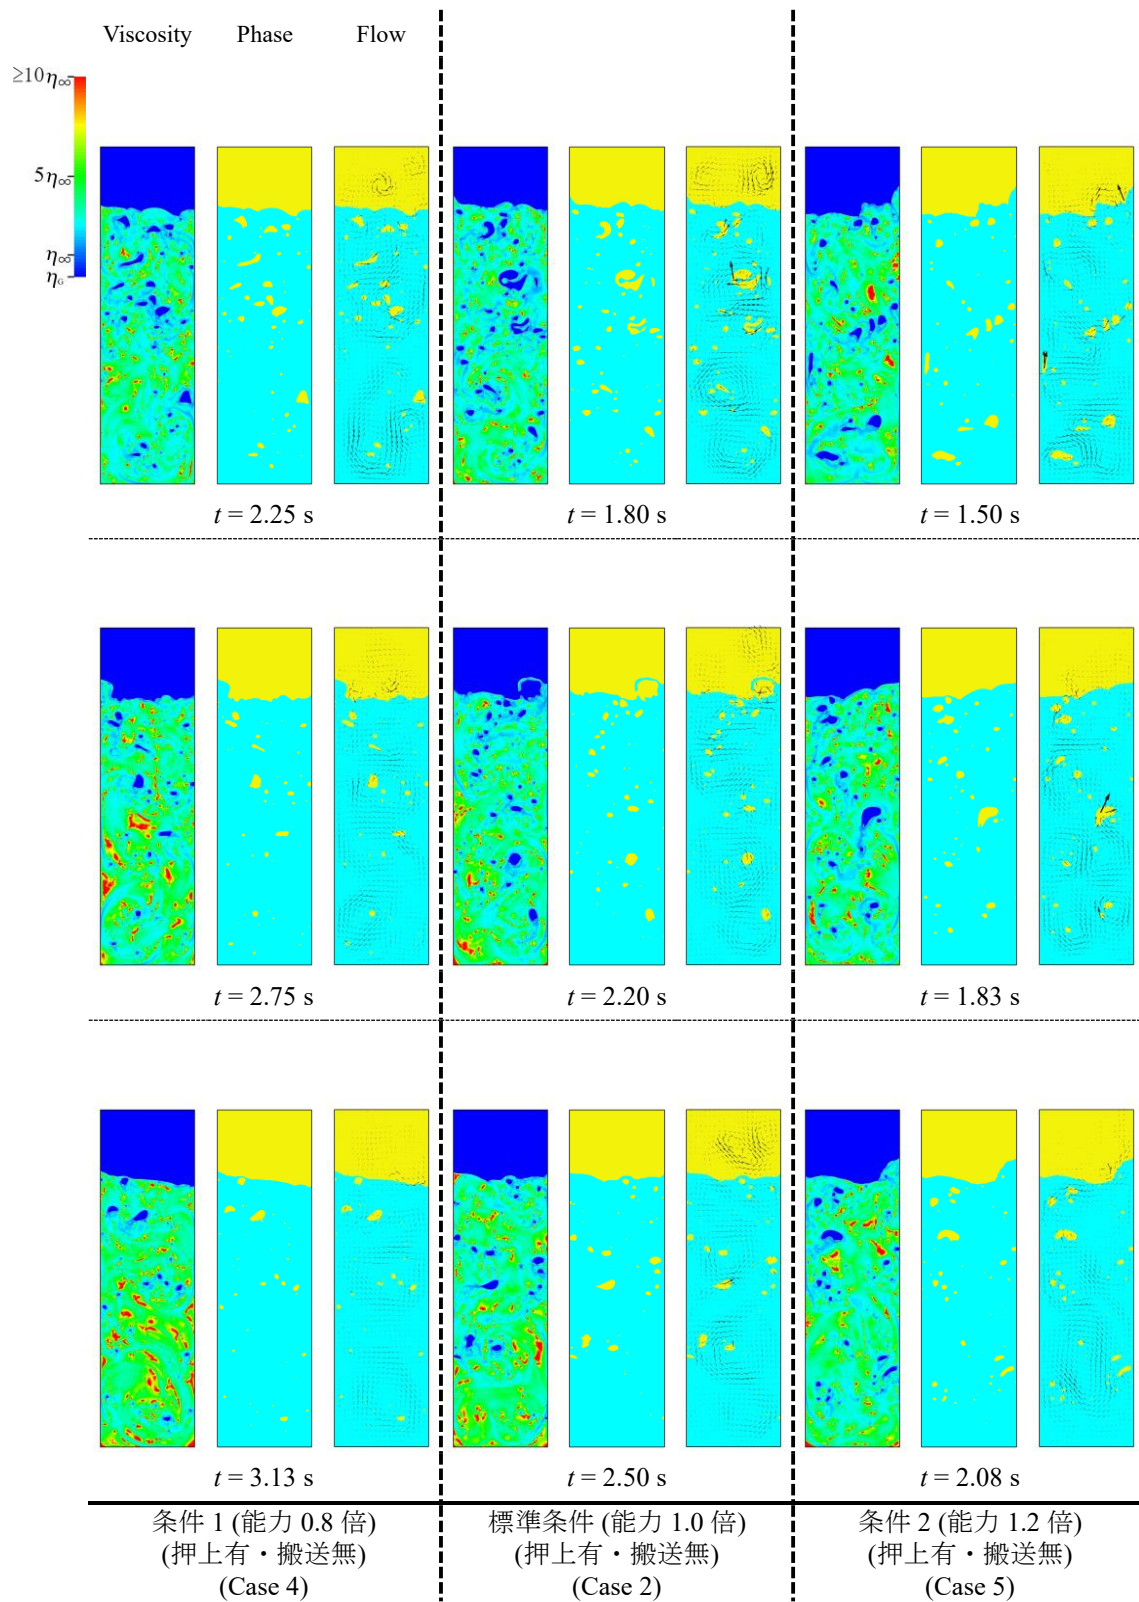 Viscosity Phase Flow
≥10η∞
5η∞
η∞
ηG
t = 2.25 s t = 1.80 s t = 1.50 s
t = 2.75 s t = 2.20 s t = 1.83 s
t = 3.13 s t = 2.50 s t = 2.08 s
条件 1 (能力 0.8 倍) 標準条件 (能力 1.0 倍) 条件 2 (能力 1.2 倍)
(押上有・搬送無) (押上有・搬送無) (押上有・搬送無)
(Case 4) (Case 2) (Case 5)